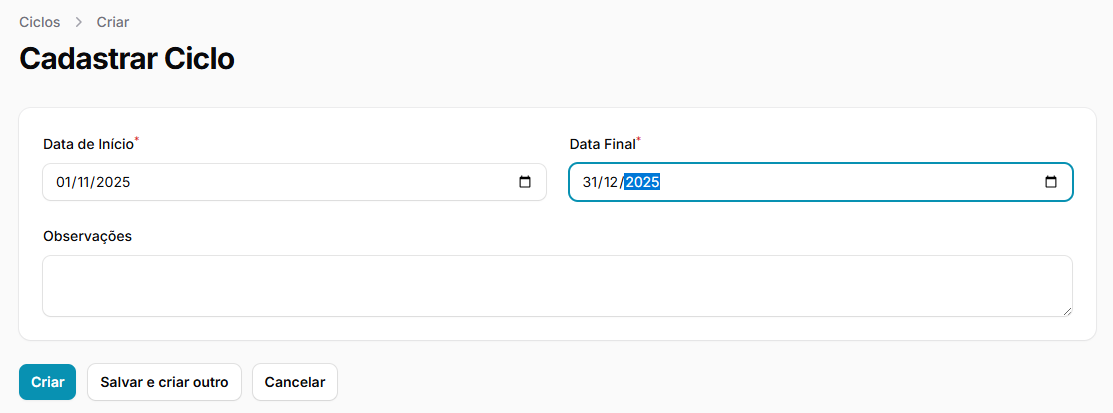 Ciclos > Criar
Cadastrar Ciclo
Data de Início* Data Final*
01/11/2025 31/12/2025
Observações
Criar Salvar e criar outro Cancelar